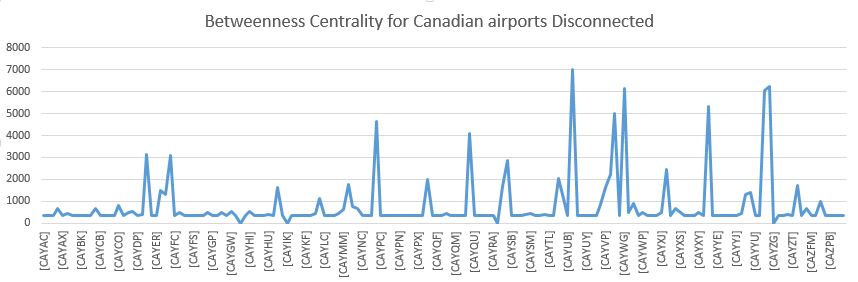 Betweenness Centrality for Canadian airports Disconnected
8000
7000
6000
5000
4000
3000
2000
1000
0
[CAYAC]
[CAYAX]
[CAYBK]
[CAYCB]
[CAYCO]
[CAYDP]
[CAYER]
[CAYFC]
[CAYFS]
[CAYGP]
[CAYGW]
[CAYHI]
[CAYHU]
[CAYIK]
[CAYKF]
[CAYLC]
[CAYMM]
[CAYNC]
[CAYPC]
[CAYPN]
[CAYPX]
[CAYQF]
[CAYQM]
[CAYQU]
[CAYRA]
[CAYSB]
[CAYSM]
[CAYTL]
[CAYUB]
[CAYUY]
[CAYVP]
[CAYWG]
[CAYWP]
[CAYXJ]
[CAYXS]
[CAYXY]
[CAYYE]
[CAYYJ]
[CAYYU]
[CAYZG]
[CAYZT]
[CAZFM]
[CAZPB]